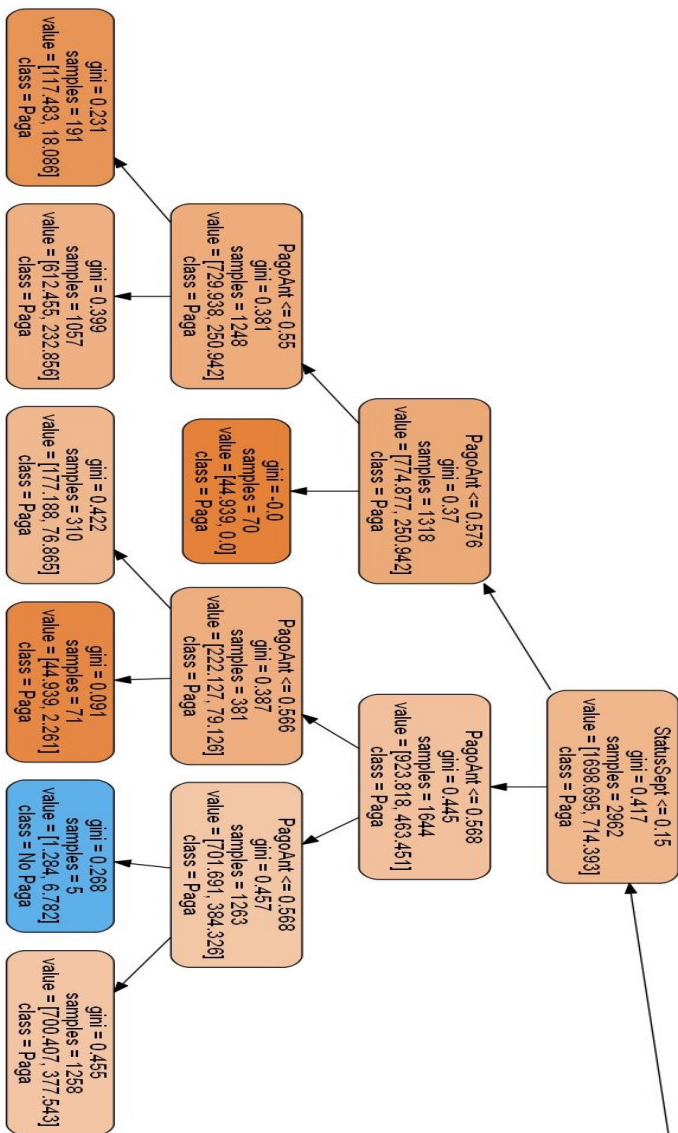 StatusSept <= 0.15
gini = 0.417
samples = 2962
value = [1698.695, 714.393]
class = Paga
PagoAnt <= 0.576
gini = 0.37
samples = 1318
value = [774.877, 250.942]
class = Paga
PagoAnt <= 0.568
gini = 0.445
samples = 1644
value = [923.818, 463.451]
class = Paga
PagoAnt <= 0.55
gini = 0.381
samples = 1248
value = [729.938, 250.942]
class = Paga
gini = -0.0
samples = 70
value = [44.939, 0.0]
class = Paga
PagoAnt <= 0.566
gini = 0.387
samples = 381
value = [222.127, 79.126]
class = Paga
PagoAnt <= 0.568
gini = 0.457
samples = 1263
value = [701.691, 384.326]
class = Paga
gini = 0.231
samples = 191
value = [117.483, 18.086]
class = Paga
gini = 0.399
samples = 1057
value = [612.455, 232.856]
class = Paga
gini = 0.422
samples = 310
value = [177.188, 76.865]
class = Paga
gini = 0.091
samples = 71
value = [44.939, 2.261]
class = Paga
gini = 0.268
samples = 5
value = [1.284, 6.782]
class = No Paga
gini = 0.455
samples = 1258
value = [700.407, 377.543]
class = Paga